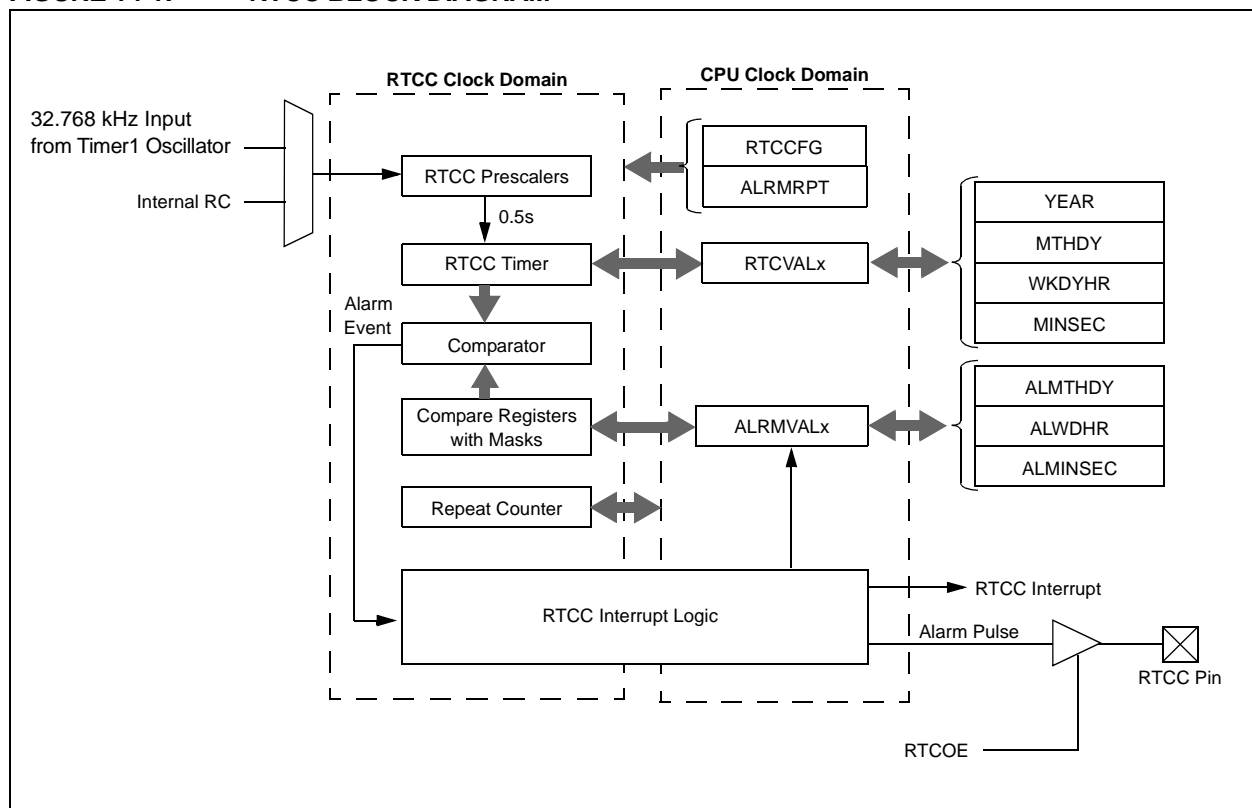 RTCC Clock Domain
CPU Clock Domain
32.768 kHz Input
from Timer1 Oscillator
Internal RC
RTCC Prescalers
0.5s
RTCC Timer
Alarm
Event
Comparator
Compare Registers
with Masks
Repeat Counter
RTCC Interrupt Logic
RTCCFG
ALRMRPT
RTCVALx
ALRMVALx
YEAR
MTHDY
WKDYHR
MINSEC
ALMTHDY
ALWDHR
ALMINSEC
RTCC Interrupt
Alarm Pulse
RTCC Pin
RTCOE